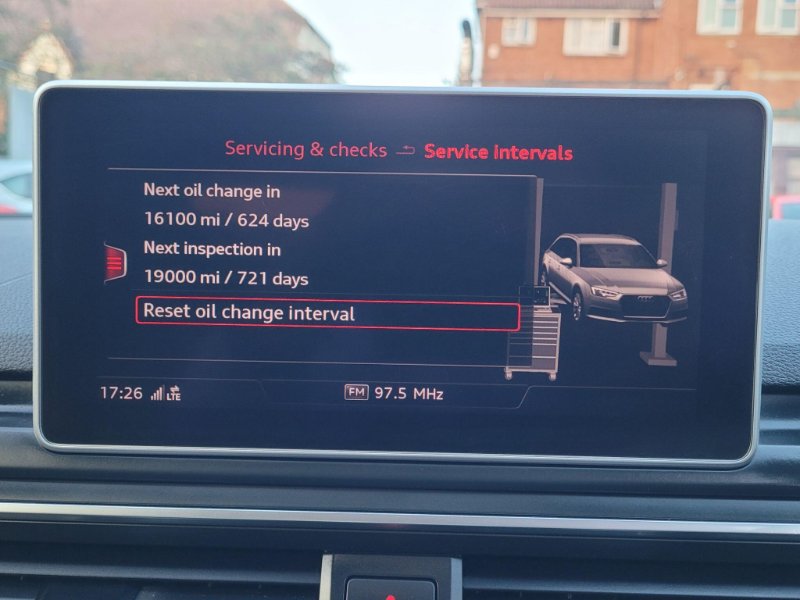 Servicing & checks Service intervals
Next oil change in
16100 mi / 624 days
Next inspection in
19000 mi / 721 days
Reset oil change interval
17:26 LTE FM 97.5 MHz